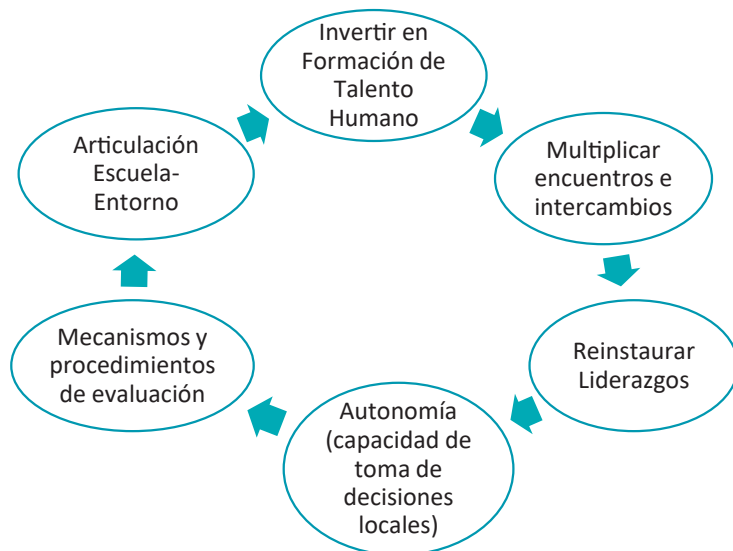 Invertir en
Formación de
Talento
Humano
Multiplicar
encuentros e
intercambios
Reinstaurar
Liderazgos
Autonomía
(capacidad de
toma de
decisiones
locales)
Mecanismos y
procedimientos
de evaluación
Articulación
Escuela-
Entorno